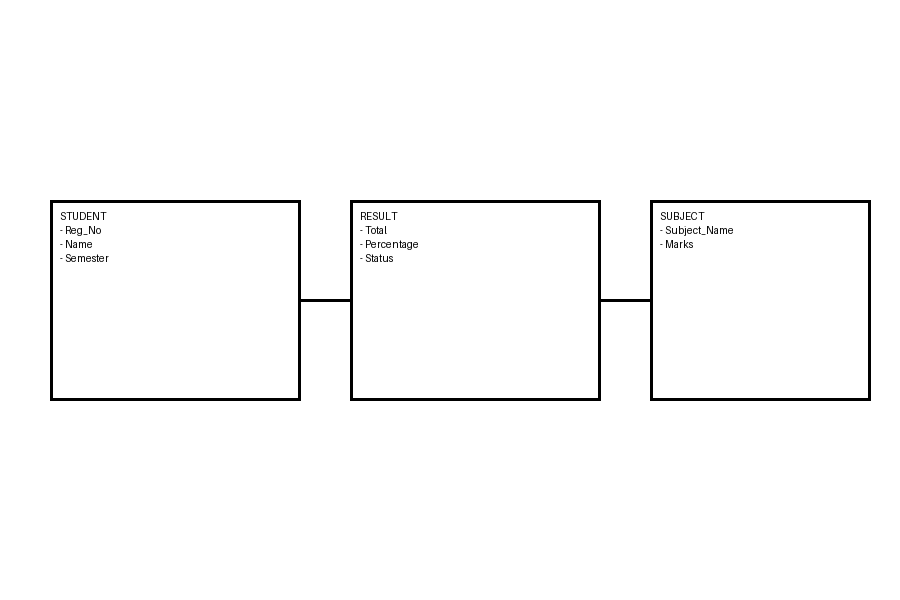 STUDENT
- Reg_No
- Name
- Semester
RESULT
- Total
- Percentage
- Status
SUBJECT
- Subject_Name
- Marks